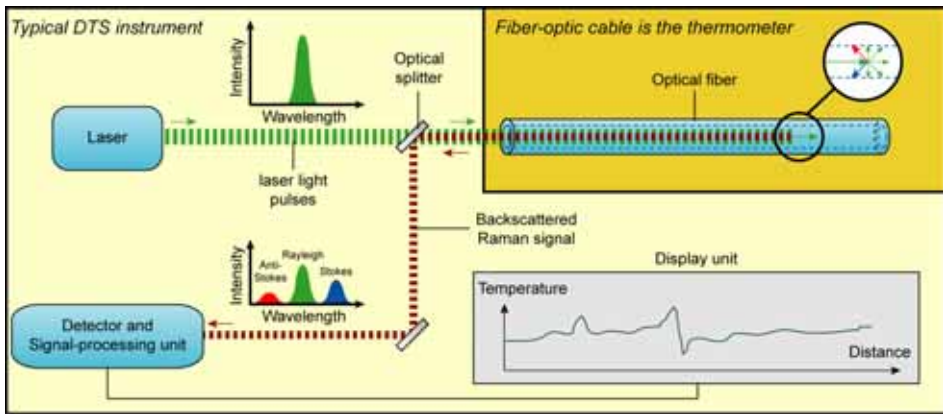 Typical DTS instrument
Fiber-optic cable is the thermometer
Intensity
Wavelength
Optical
splitter
Optical fiber
Laser
laser light
pulses
Backscattered
Raman signal
Intensity
Anti-
Stokes
Rayleigh
Stokes
Wavelength
Detector and
Signal-processing unit
Display unit
Temperature
Distance